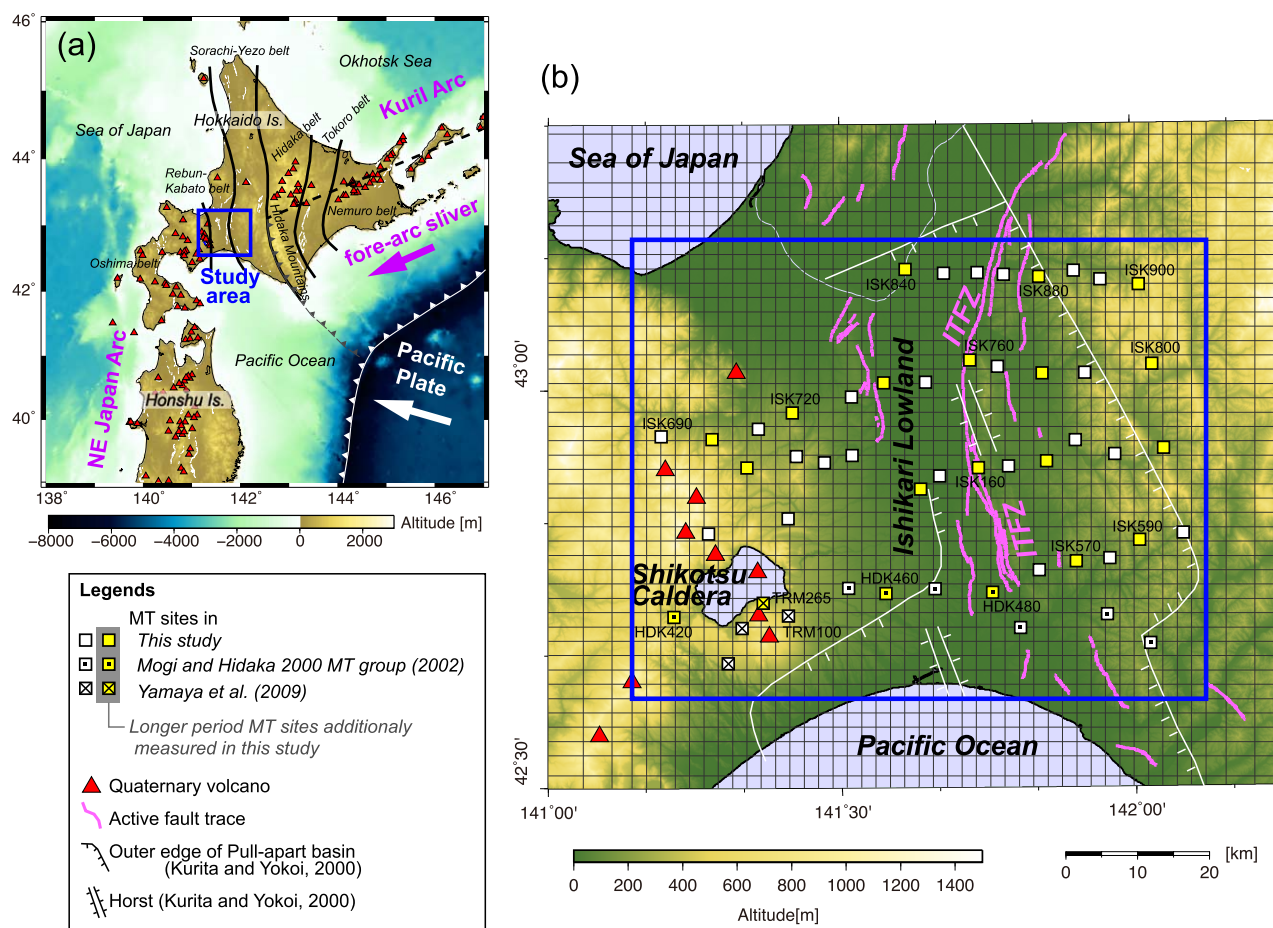 (a)
46°
44°
42°
40°
138°
140°
142°
144°
146°
Sorachi-Yezo belt
Okhotsk Sea
Kuril Arc
Sea of Japan
Hokkaido Is.
Hidaka belt
Tokoro belt
Rebun-
Kabato belt
Nemuro belt
Hidaka Mountains
fore-arc sliver
Oshima belt
Study
area
Pacific Ocean
Pacific
Plate
NE Japan Arc
Honshu Is.
−8000
−6000
−4000
−2000
0
2000
Altitude [m]
Legends
MT sites in
This study
Mogi and Hidaka 2000 MT group (2002)
Yamaya et al. (2009)
Longer period MT sites additionaly
measured in this study
Quaternary volcano
Active fault trace
Outer edge of Pull-apart basin
(Kurita and Yokoi, 2000)
Horst (Kurita and Yokoi, 2000)
(b)
Sea of Japan
ISK840
ISK880
ISK900
ITFZ
ISK760
ISK800
43˚00'
Ishikari Lowland
ISK720
ISK690
ISK160
ITFZ
ISK590
ISK570
Shikotsu
Caldera
HDK460
TRM265
HDK480
HDK420
TRM100
Pacific Ocean
42˚30'
141˚00'
141˚30'
142˚00'
0
200
400
600
800
1000
1200
1400
Altitude[m]
[km]
0
10
20